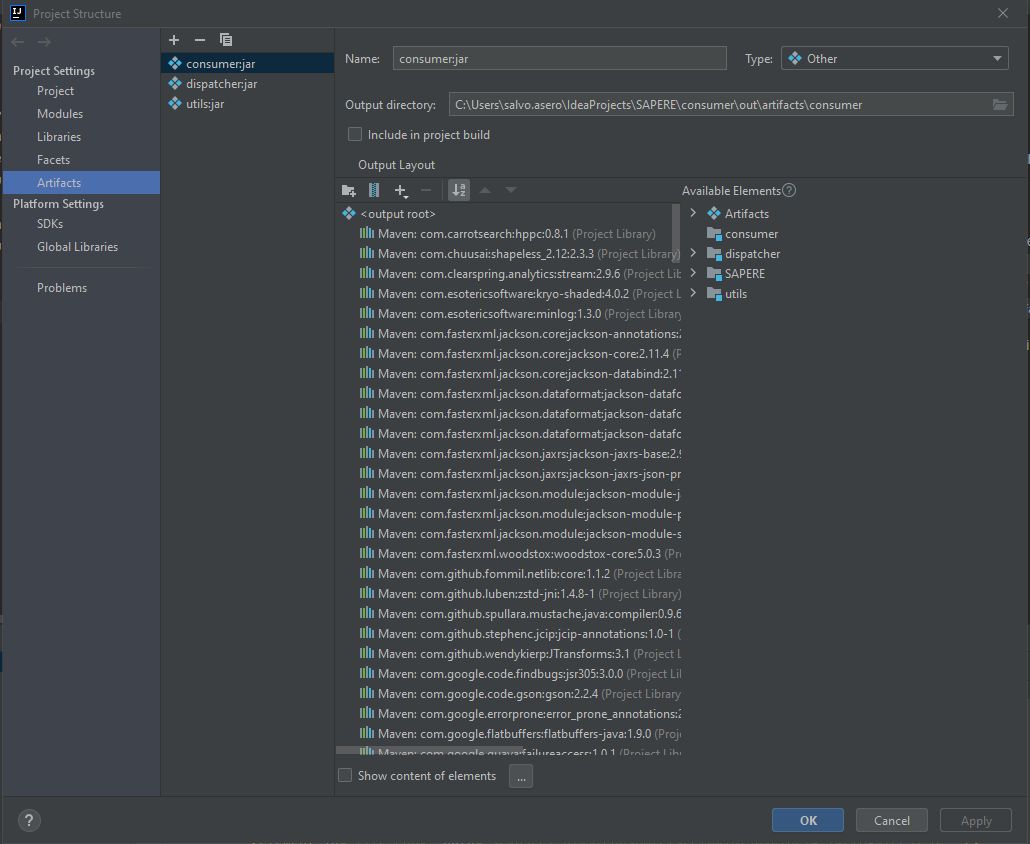 Project Structure
Project Settings
Project
Modules
Libraries
Facets
Artifacts
Platform Settings
SDKs
Global Libraries
Problems
consumer:jar
dispatcher:jar
utils:jar
Name: consumer:jar Type: Other
Output directory: C:\Users\salvo.asero\IdeaProjects\SAPERE\consumer\out\artifacts\consumer
Include in project build
Output Layout
<output root>
Maven: com.carrotsearch:hppc:0.8.1 (Project Library)
Maven: com.chuusai:shapeless_2.12:2.3.3 (Project Library)
Maven: com.clearspring.analytics:stream:2.9.6 (Project Lib
Maven: com.esotericsoftware:kryo-shaded:4.0.2 (Project L
Maven: com.esotericsoftware:minlog:1.3.0 (Project Library
Maven: com.fasterxml.jackson.core:jackson-annotations:2
Maven: com.fasterxml.jackson.core:jackson-core:2.11.4 (P
Maven: com.fasterxml.jackson.core:jackson-databind:2.11
Maven: com.fasterxml.jackson.dataformat:jackson-datafo
Maven: com.fasterxml.jackson.dataformat:jackson-datafo
Maven: com.fasterxml.jackson.dataformat:jackson-datafo
Maven: com.fasterxml.jackson.jaxrs:jackson-jaxrs-base:2.9
Maven: com.fasterxml.jackson.jaxrs:jackson-jaxrs-json-pr
Maven: com.fasterxml.jackson.module:jackson-module-j
Maven: com.fasterxml.jackson.module:jackson-module-p
Maven: com.fasterxml.jackson.module:jackson-module-s
Maven: com.fasterxml.woodstox:woodstox-core:5.0.3 (Pr
Maven: com.github.fommil.netlib:core:1.1.2 (Project Libra
Maven: com.github.luben:zstd-jni:1.4.8-1 (Project Library)
Maven: com.github.spullara.mustache.java:compiler:0.9.6
Maven: com.github.stephenc.jcip:jcip-annotations:1.0-1 (
Maven: com.github.wendykierp:JTransforms:3.1 (Project L
Maven: com.google.code.findbugs:jsr305:3.0.0 (Project Lil
Maven: com.google.code.gson:gson:2.2.4 (Project Library
Maven: com.google.errorprone:error_prone_annotations:2
Maven: com.google.flatbuffers:flatbuffers-java:1.9.0 (Proj
Maven: com.google.guava:failureaccess:1.0.1 (Project Lib
Show content of elements ...
Available Elements ?
Artifacts
consumer
dispatcher
SAPERE
utils
? OK Cancel Apply